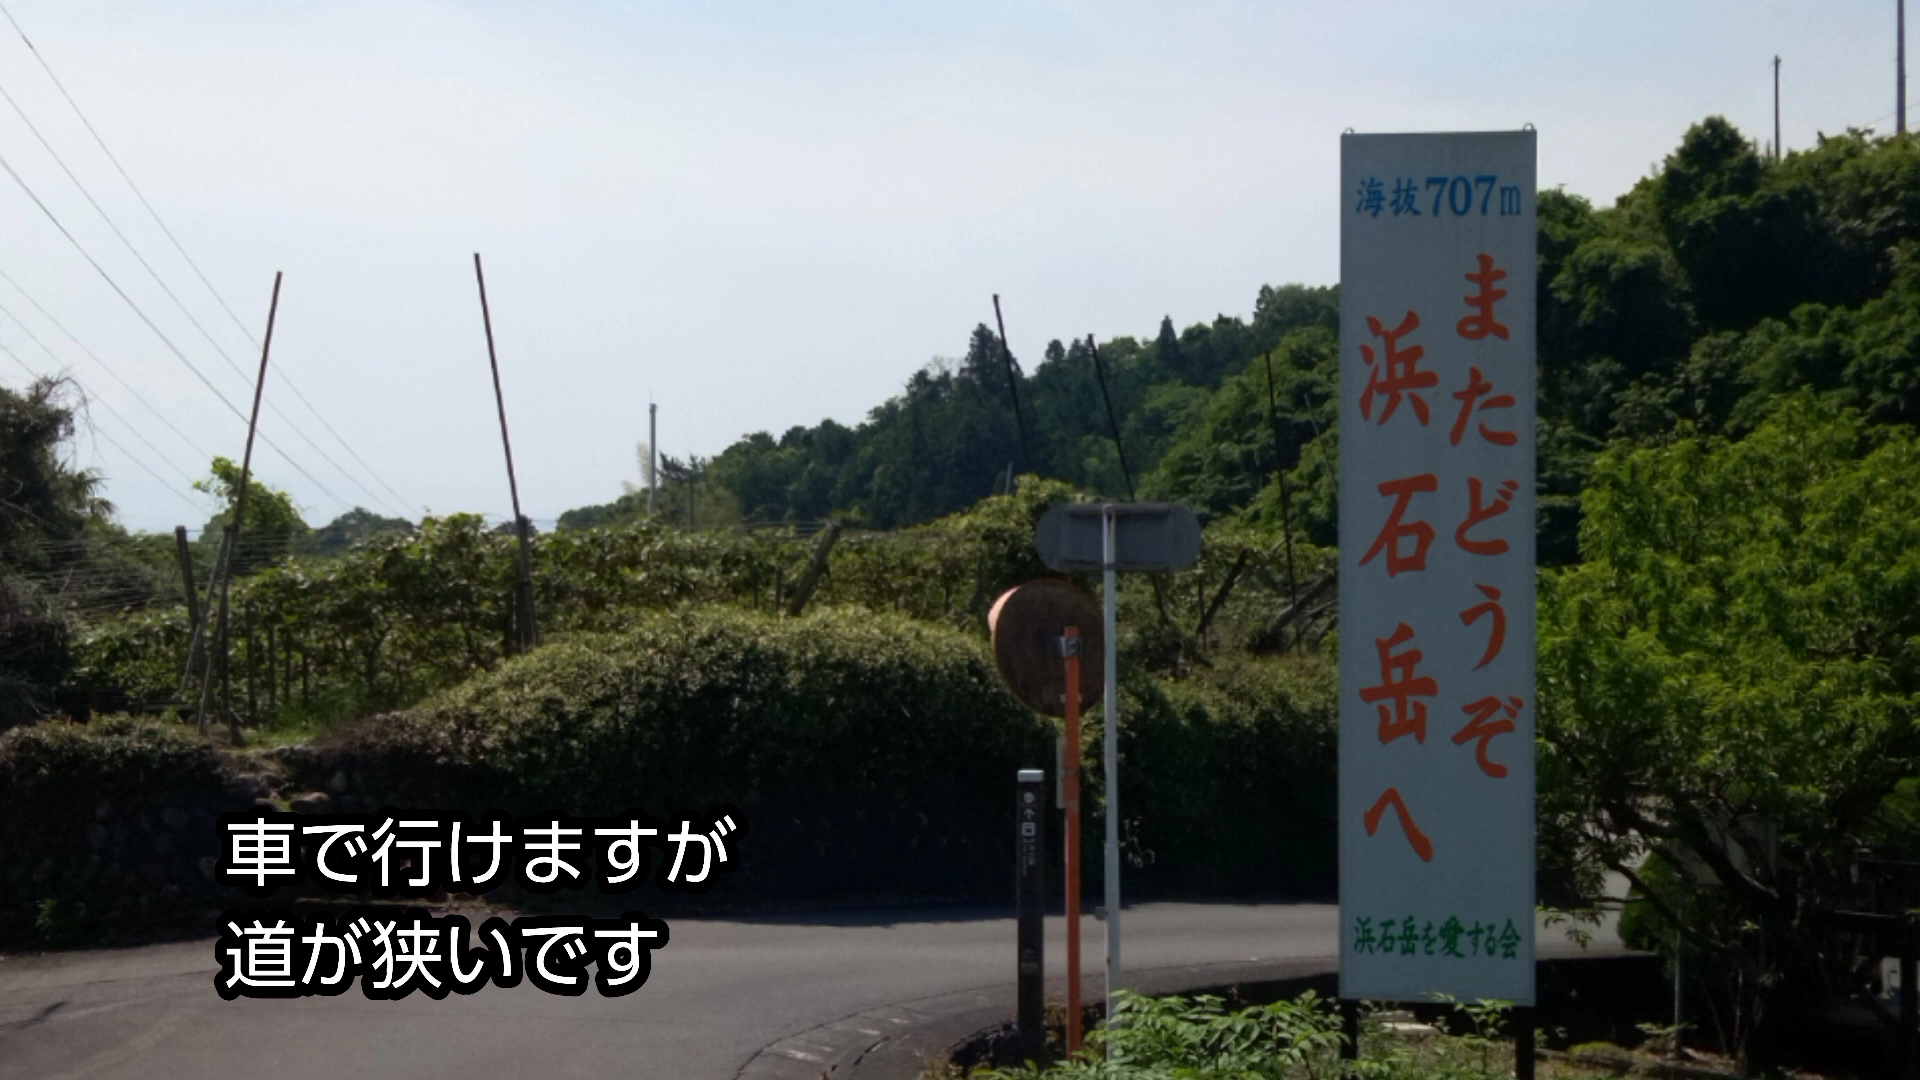 海抜707m
またどうぞ
浜石岳へ
浜石岳を愛する会
車で行けますが
道が狭いです